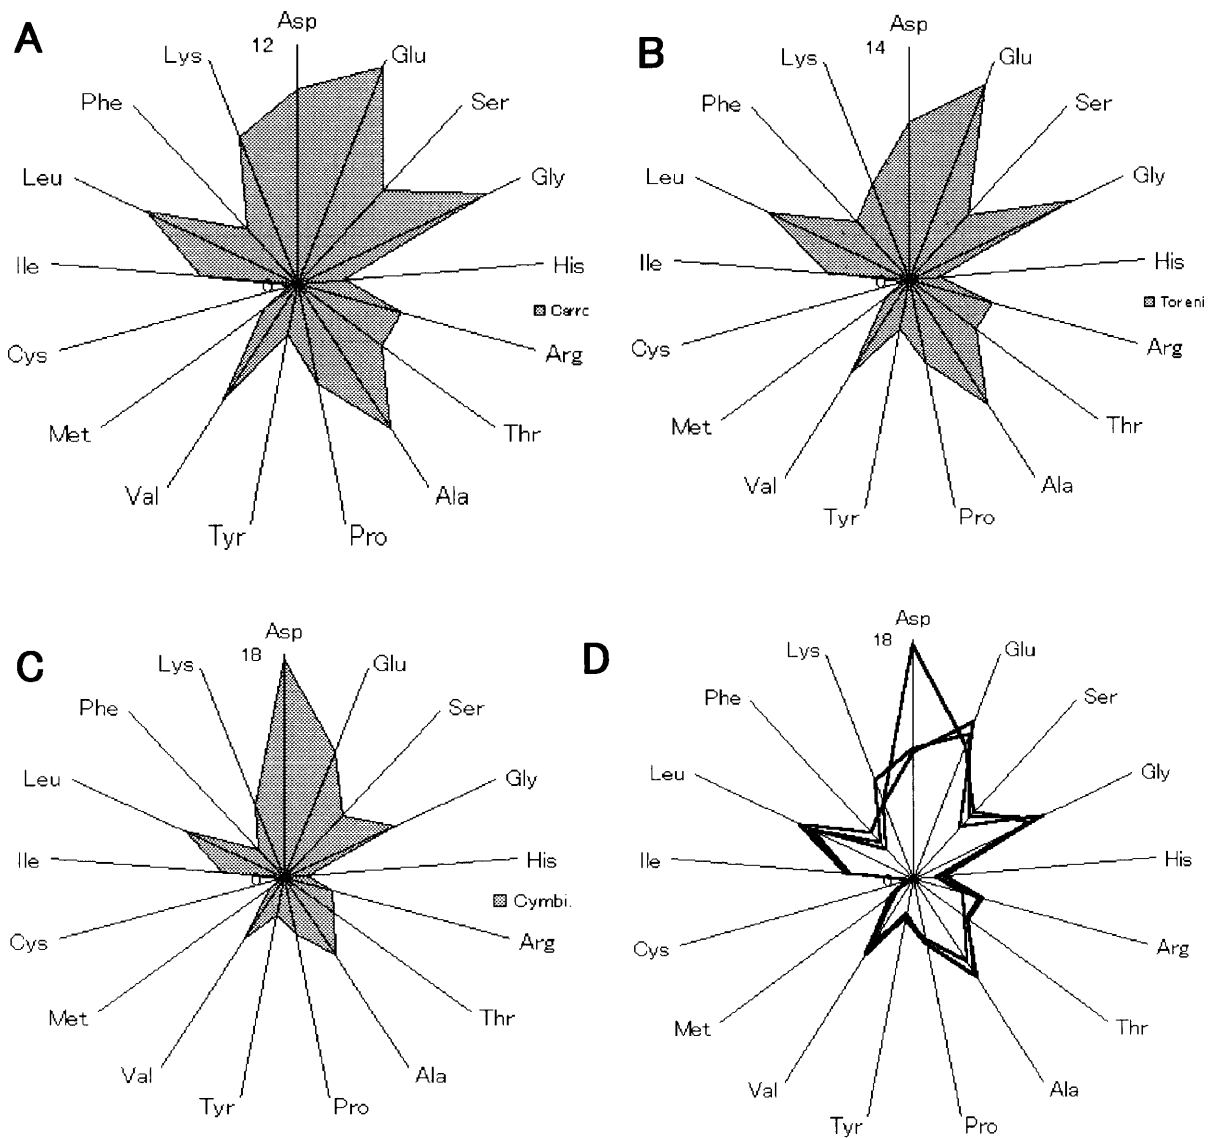 A
Asp
12
Glu
Lys
Phe
Ser
Leu
Gly
Ile
His
0
Carrc
Cys
Arg
Met
Thr
Val
Ala
Tyr
Pro
B
Asp
14
Glu
Lys
Phe
Ser
Leu
Gly
Ile
His
0
Toreni
Cys
Arg
Met
Thr
Val
Ala
Tyr
Pro
C
Asp
18
Glu
Lys
Phe
Ser
Leu
Gly
Ile
His
0
Cymbi.
Cys
Arg
Met
Thr
Val
Ala
Tyr
Pro
D
Asp
18
Glu
Lys
Phe
Ser
Leu
Gly
Ile
His
0
Cys
Arg
Met
Thr
Val
Ala
Tyr
Pro